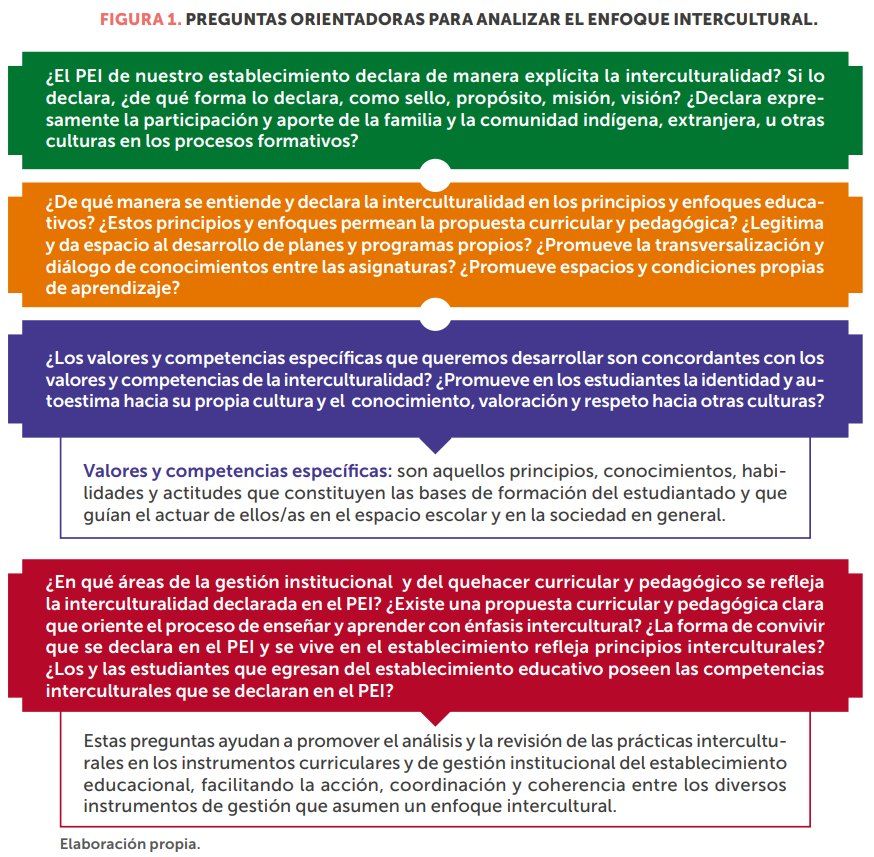 FIGURA 1. PREGUNTAS ORIENTADORAS PARA ANALIZAR EL ENFOQUE INTERCULTURAL.
¿El PEI de nuestro establecimiento declara de manera explícita la interculturalidad? Si lo
declara, ¿de qué forma lo declara, como sello, propósito, misión, visión? ¿Declara expre-
samente la participación y aporte de la familia y la comunidad indígena, extranjera, u otras
culturas en los procesos formativos?
¿De qué manera se entiende y declara la interculturalidad en los principios y enfoques educa-
tivos? ¿Estos principios y enfoques permean la propuesta curricular y pedagógica? ¿Legitima
y da espacio al desarrollo de planes y programas propios? ¿Promueve la transversalización y
diálogo de conocimientos entre las asignaturas? ¿Promueve espacios y condiciones propias
de aprendizaje?
¿Los valores y competencias específicas que queremos desarrollar son concordantes con los
valores y competencias de la interculturalidad? ¿Promueve en los estudiantes la identidad y au-
toestima hacia su propia cultura y el conocimiento, valoración y respeto hacia otras culturas?
Valores y competencias específicas: son aquellos principios, conocimientos, habi-
lidades y actitudes que constituyen las bases de formación del estudiantado y que
guían el actuar de ellos/as en el espacio escolar y en la sociedad en general.
¿En qué áreas de la gestión institucional y del quehacer curricular y pedagógico se refleja
la interculturalidad declarada en el PEI? ¿Existe una propuesta curricular y pedagógica clara
que oriente el proceso de enseñar y aprender con énfasis intercultural? ¿La forma de convivir
que se declara en el PEI y se vive en el establecimiento refleja principios interculturales?
¿Los y las estudiantes que egresan del establecimiento educativo poseen las competencias
interculturales que se declaran en el PEI?
Estas preguntas ayudan a promover el análisis y la revisión de las prácticas intercultu-
rales en los instrumentos curriculares y de gestión institucional del establecimiento
educacional, facilitando la acción, coordinación y coherencia entre los diversos
instrumentos de gestión que asumen un enfoque intercultural.
Elaboración propia.